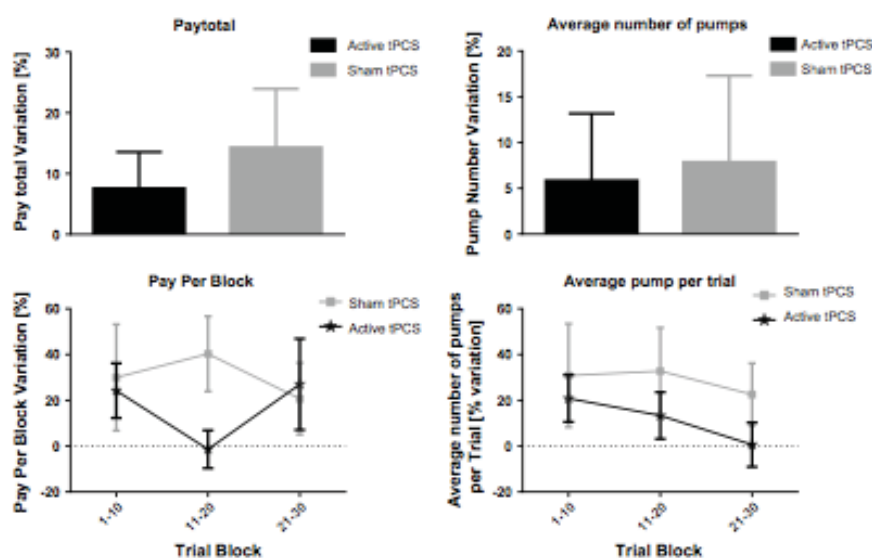 Paytotal
Active tPCS
Sham tPCS
Pay total Variation [%]
30
20
10
0
Average number of pumps
Active tPCS
Sham tPCS
Pump Number Variation [%]
20
15
10
5
0
Pay Per Block
Sham tPCS
Active tPCS
Pay Per Block Variation [%]
60
40
20
0
-20
1-10
11-20
21-30
Trial Block
Average pump per trial
Sham tPCS
Active tPCS
Average number of pumps
per Trial [% variation]
60
40
20
0
-20
1-10
11-20
21-30
Trial Block